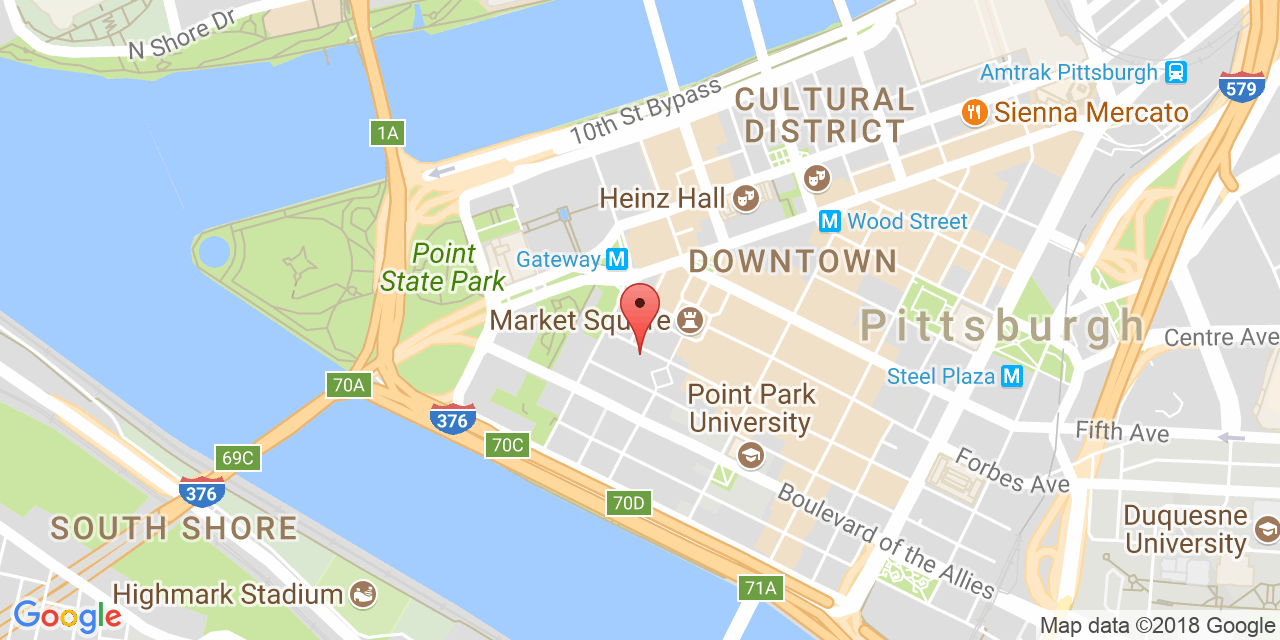 N Shore Dr
1A
10th St Bypass
CULTURAL
DISTRICT
Amtrak Pittsburgh
579
Sienna Mercato
Heinz Hall
M Wood Street
Point
State Park
Gateway M
DOWNTOWN
Market Square
Pittsburgh
Centre Ave
70A
376
70C
Steel Plaza M
Point Park
University
Fifth Ave
69C
376
70D
Forbes Ave
SOUTH SHORE
Boulevard of the Allies
Duquesne
University
71A
Highmark Stadium
Google
Map data ©2018 Google